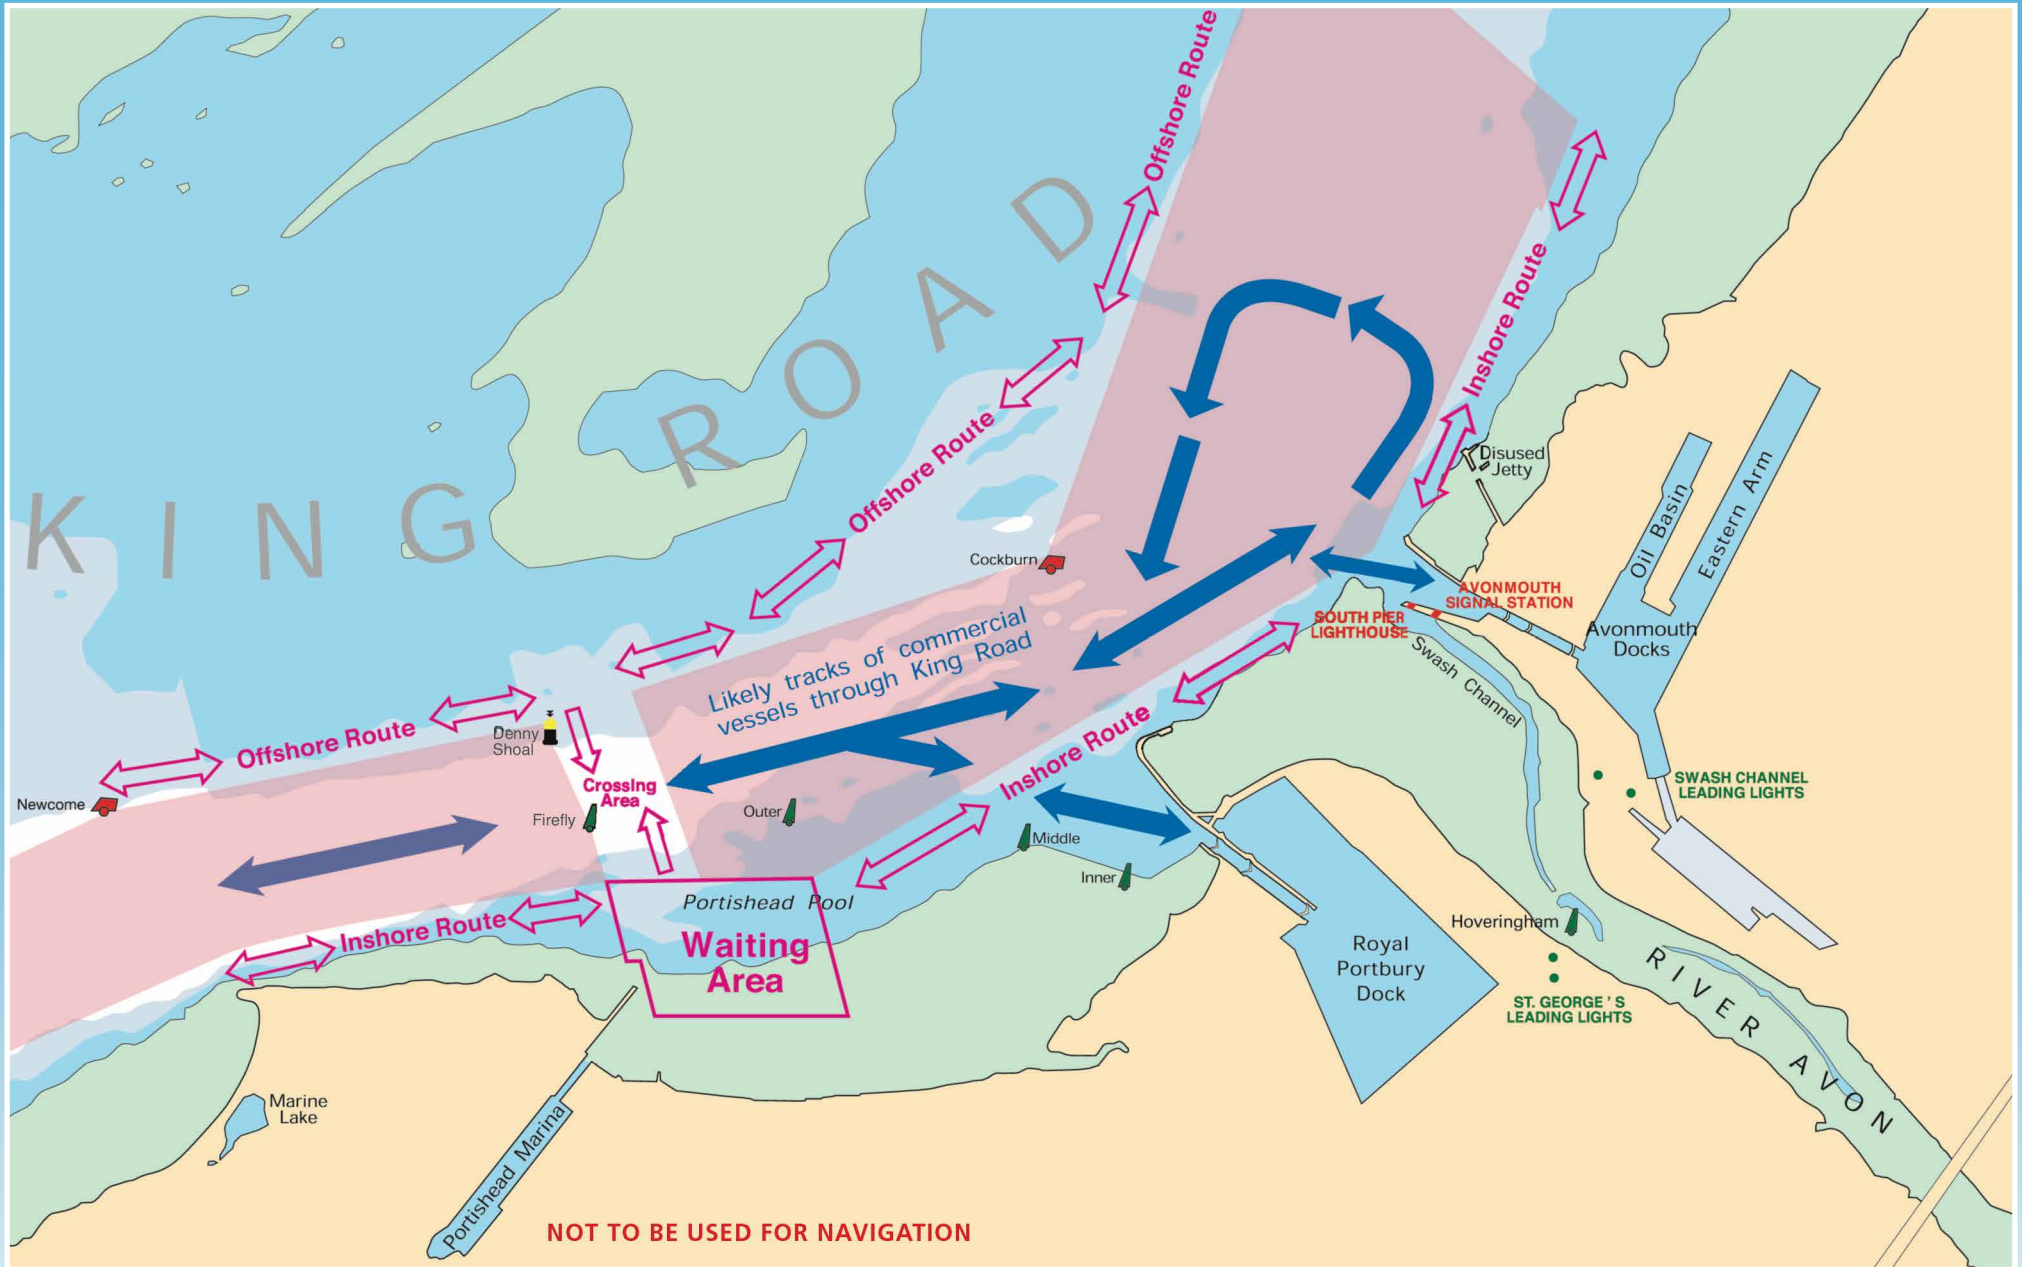 Offshore Route
KING ROAD
Inshore Route
Disused
Jetty
Oil Basin
Eastern Arm
Offshore Route
Cockburn
AVONMOUTH
SIGNAL STATION
SOUTH PIER
LIGHTHOUSE
Avonmouth
Docks
Swash Channel
Likely tracks of commercial
vessels through King Road
Denny
Shoal
Offshore Route
Newcome
Crossing
Area
Firefly
Outer
Inshore Route
Middle
Inner
SWASH CHANNEL
LEADING LIGHTS
Portishead Pool
Inshore Route
Waiting
Area
Royal
Portbury
Dock
Hoveringham
ST. GEORGE'S
LEADING LIGHTS
RIVER AVON
Marine
Lake
Portishead Marina
NOT TO BE USED FOR NAVIGATION